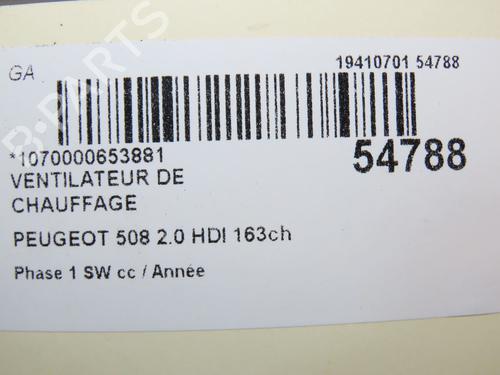 GA
19410701 54788
*1070000653881
54788
VENTILATEUR DE
CHAUFFAGE
PEUGEOT 508 2.0 HDI 163ch
Phase 1 SW cc / Année
B-PARTS